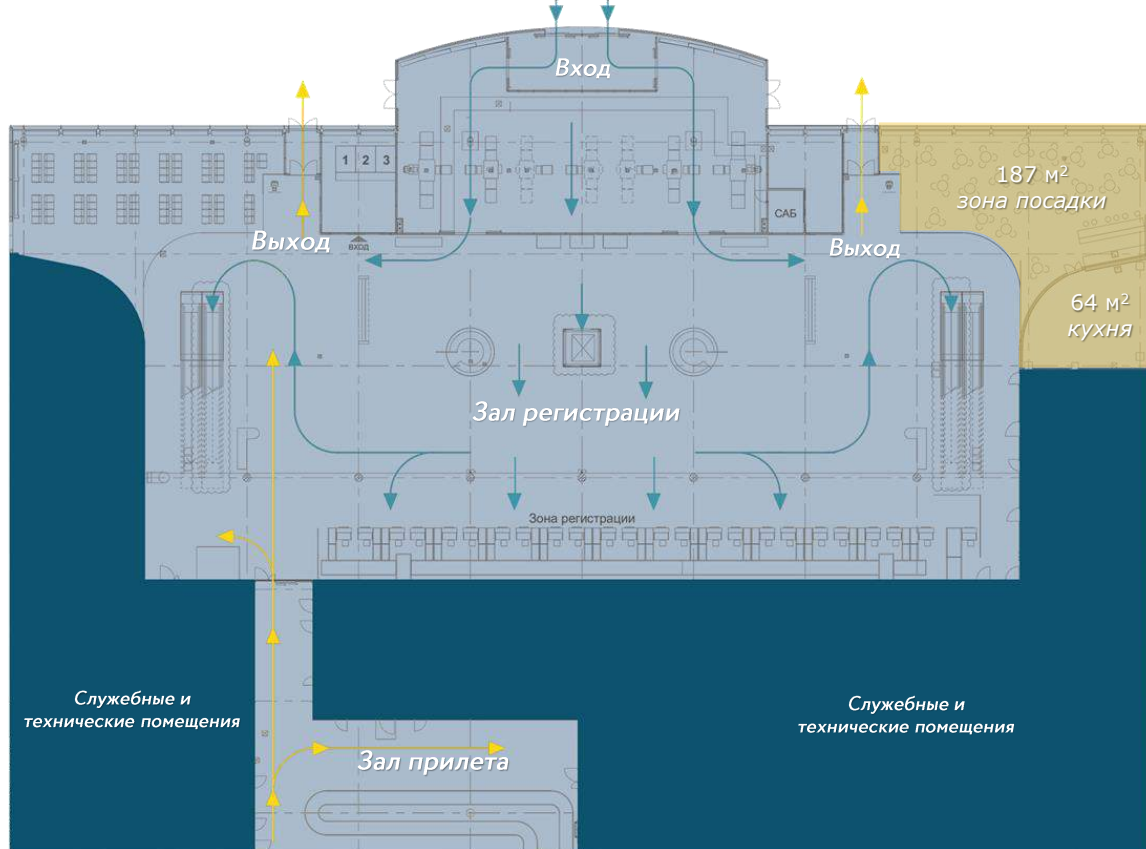 Вход
1 2 3
187 м²
зона посадки
САБ
Выход
вход
Выход
64 м²
кухня
Зал регистрации
Зона регистрации
Служебные и
технические помещения
Служебные и
технические помещения
Зал прилета